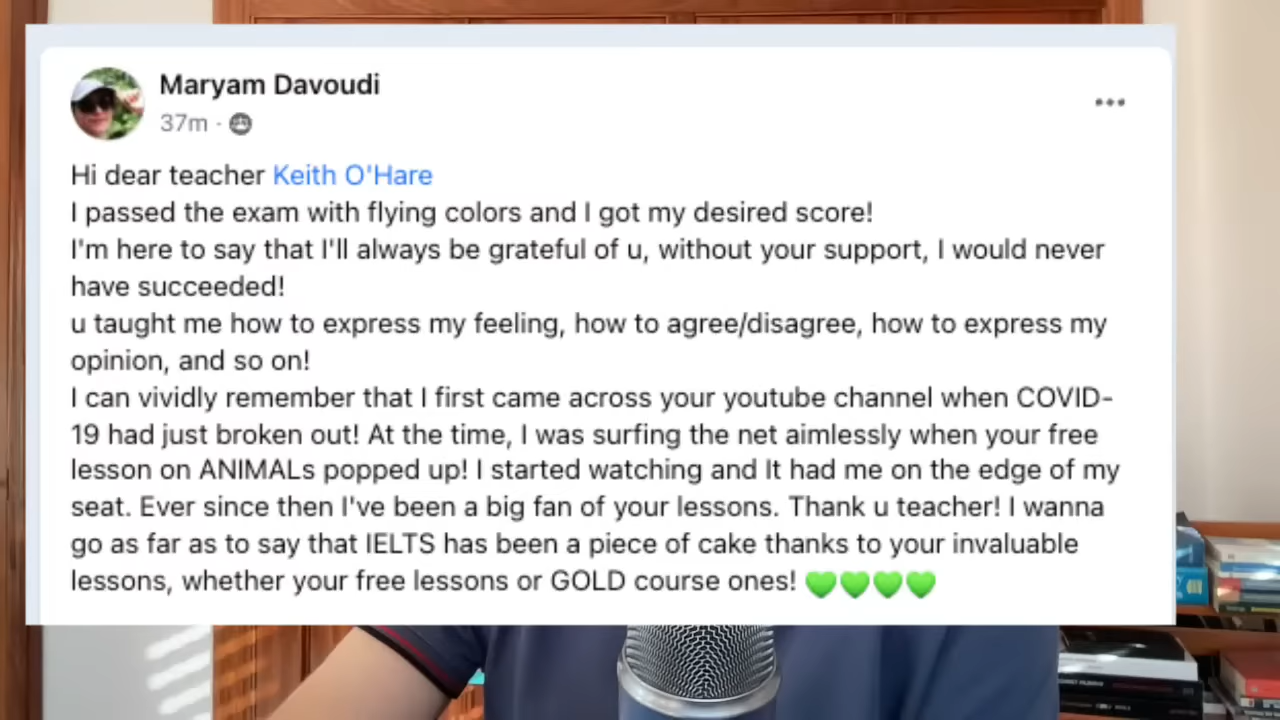 Maryam Davoudi
37m ·
•••
Hi dear teacher Keith O'Hare
I passed the exam with flying colors and I got my desired score!
I'm here to say that I'll always be grateful of u, without your support, I would never
have succeeded!
u taught me how to express my feeling, how to agree/disagree, how to express my
opinion, and so on!
I can vividly remember that I first came across your youtube channel when COVID-
19 had just broken out! At the time, I was surfing the net aimlessly when your free
lesson on ANIMALs popped up! I started watching and It had me on the edge of my
seat. Ever since then I've been a big fan of your lessons. Thank u teacher! I wanna
go as far as to say that IELTS has been a piece of cake thanks to your invaluable
lessons, whether your free lessons or GOLD course ones! 💚💚💚💚